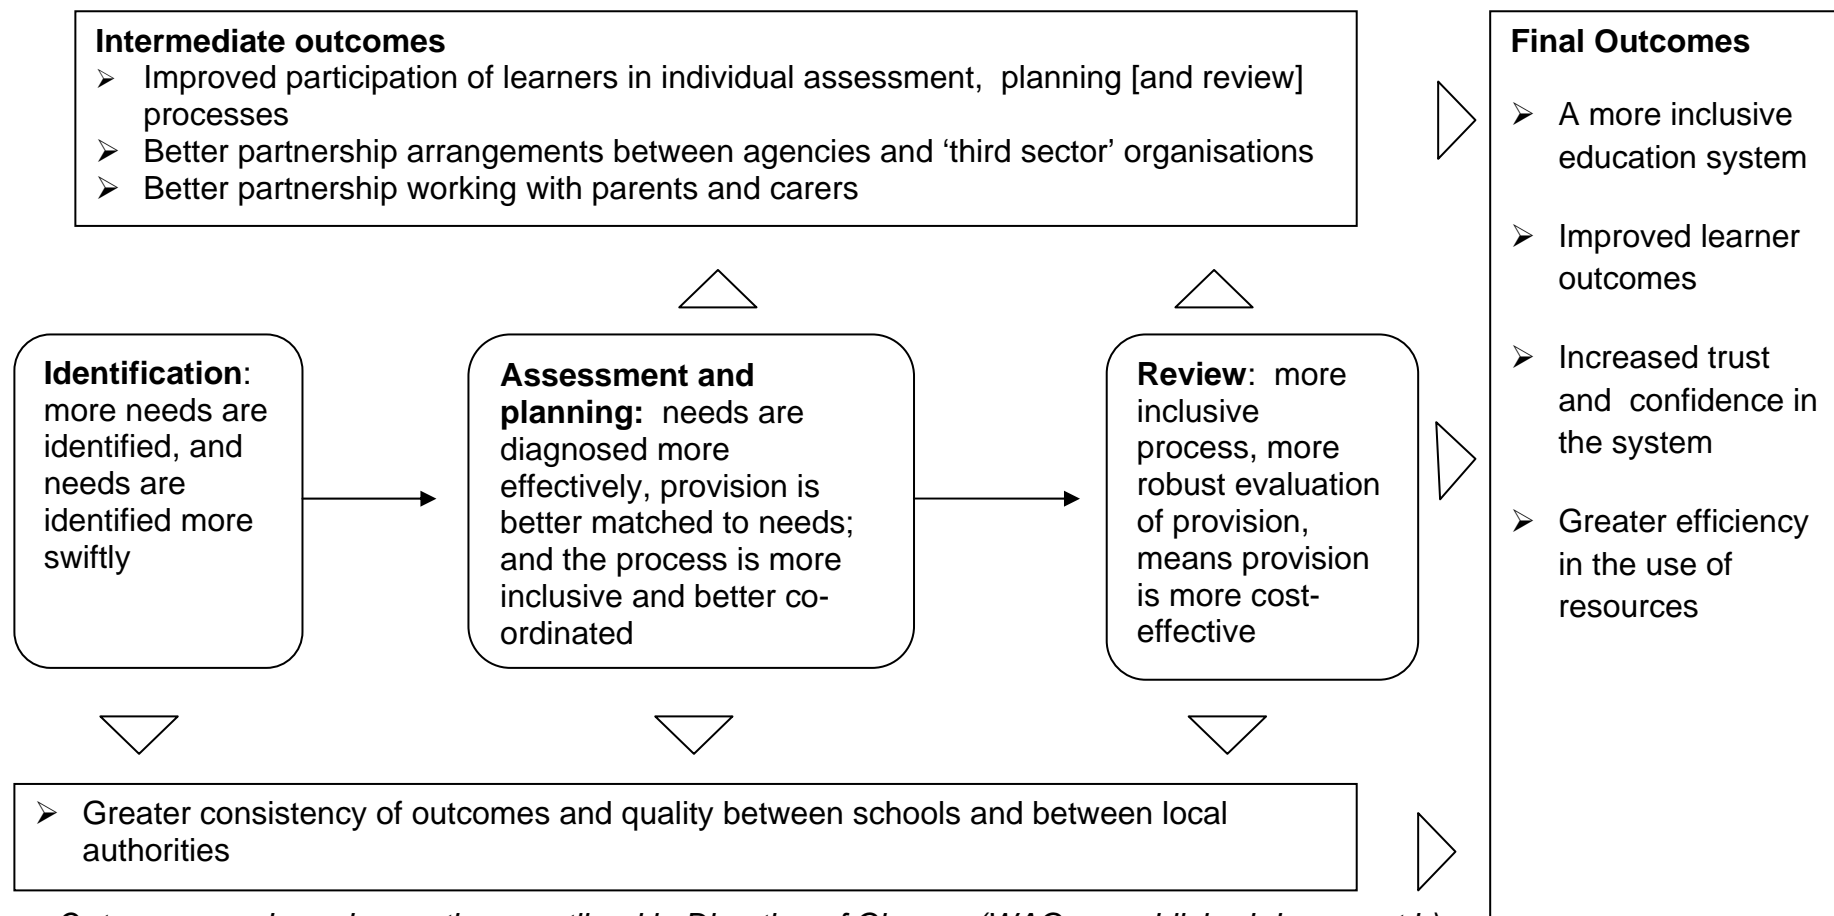 Intermediate outcomes
➢ Improved participation of learners in individual assessment, planning [and review]
processes
➢ Better partnership arrangements between agencies and ‘third sector’ organisations
➢ Better partnership working with parents and carers
Final Outcomes
➢ A more inclusive
education system
➢ Improved learner
outcomes
➢ Increased trust
and confidence in
the system
➢ Greater efficiency
in the use of
resources
Identification:
more needs are
identified, and
needs are
identified more
swiftly
Assessment and
planning: needs are
diagnosed more
effectively, provision is
better matched to needs;
and the process is more
inclusive and better co-
ordinated
Review: more
inclusive
process, more
robust evaluation
of provision,
means provision
is more cost-
effective
➢ Greater consistency of outcomes and quality between schools and between local
authorities